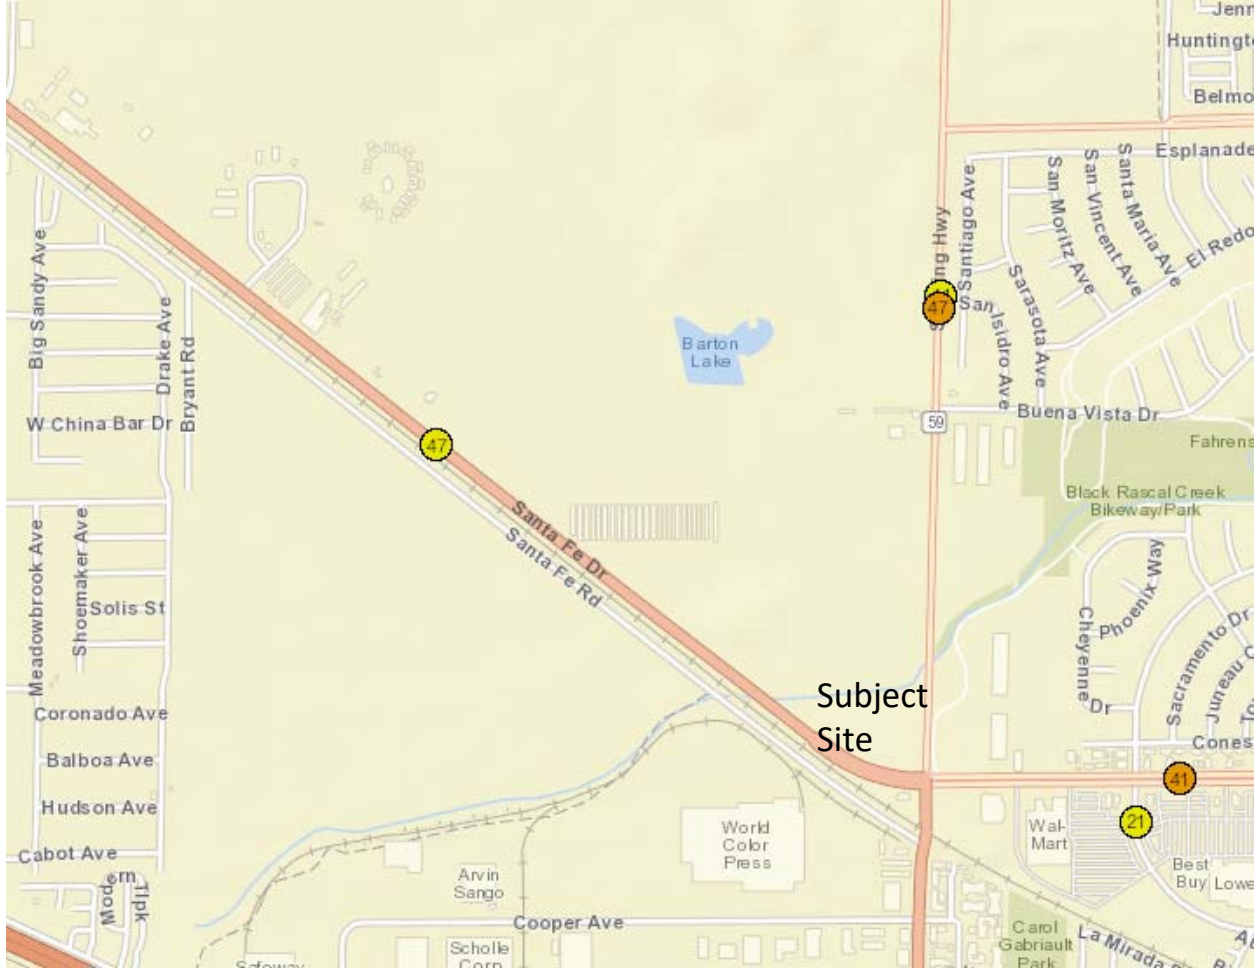 Jenn
Huntingt
Belmo
Esplanade
San Moritz Ave
San Vincent Ave
Santa Maria Ave
El Redo
Santiago Ave
Sarasota Ave
San Isidro Ave
ng Hwy
47
Big Sandy Ave
Drake Ave
Bryant Rd
Barton
Lake
W China Bar Dr
59
Buena Vista Dr
Fahrens
47
Black Rascal Creek
Bikeway/Park
Santa Fe Dr
Santa Fe Rd
Meadowbrook Ave
Shoemaker Ave
Solis St
Phoenix Way
Cheyenne
Dr
Sacramento Dr
Juneau C
Subject
Site
Coronado Ave
Cones
Balboa Ave
41
Hudson Ave
21
Wal-
Mart
World
Color
Press
Cabot Ave
Best
Buy
Lowe
Arvin
Sango
Modern
Tlpk
Cooper Ave
Carol
Gabriault
Park
La Mirada
Scholle
Corp
Safeway